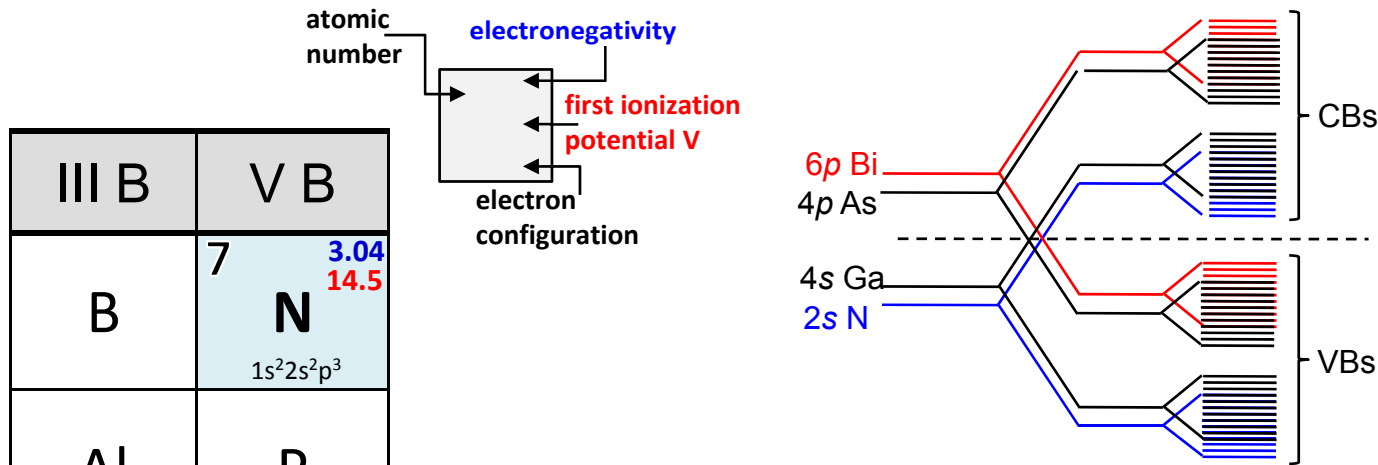 atomic
number
electronegativity
first ionization
potential V
electron
configuration
III B
V B
B
7
3.04
14.5
N
1s²2s²p³
Al
P
6p Bi
4p As
4s Ga
2s N
CBs
VBs